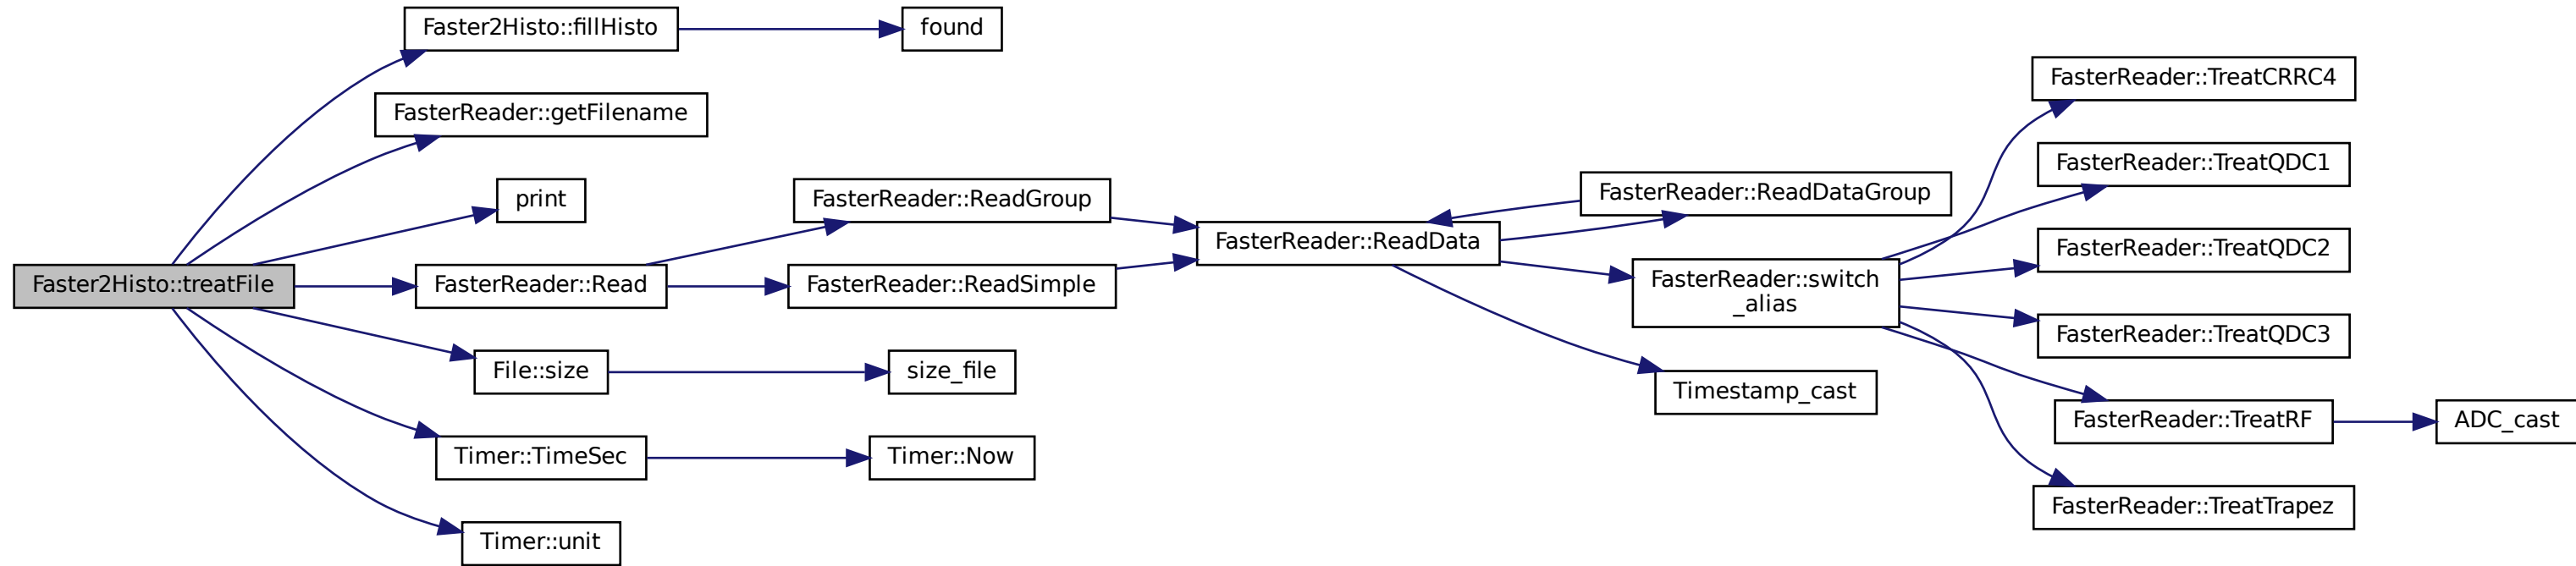 Faster2Histo::treatFile
Faster2Histo::fillHisto
found
FasterReader::getFilename
print
FasterReader::Read
FasterReader::ReadGroup
FasterReader::ReadSimple
FasterReader::ReadData
FasterReader::ReadDataGroup
FasterReader::switch
_alias
Timestamp_cast
FasterReader::TreatCRRC4
FasterReader::TreatQDC1
FasterReader::TreatQDC2
FasterReader::TreatQDC3
FasterReader::TreatRF
ADC_cast
FasterReader::TreatTrapez
File::size
size_file
Timer::TimeSec
Timer::Now
Timer::unit